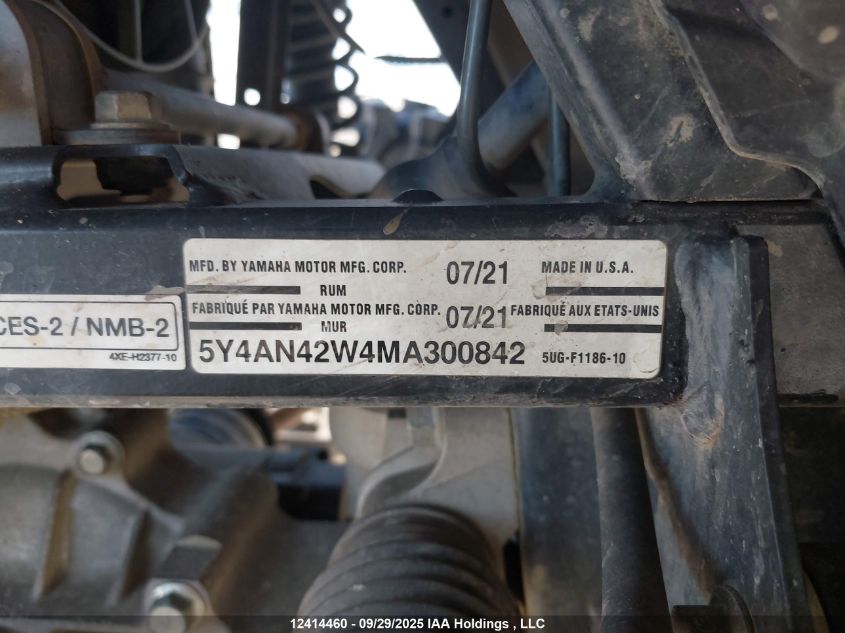 MFD. BY YAMAHA MOTOR MFG. CORP. 07/21 MADE IN U.S.A.
RUM
FABRIQUÉ PAR YAMAHA MOTOR MFG. CORP. 07/21 FABRIQUÉ AUX ETATS-UNIS
MUR
5Y4AN42W4MA300842 5UG-F1186-10
CES-2 / NMB-2
4XE-H2377-10
12414460 - 09/29/2025 IAA Holdings , LLC